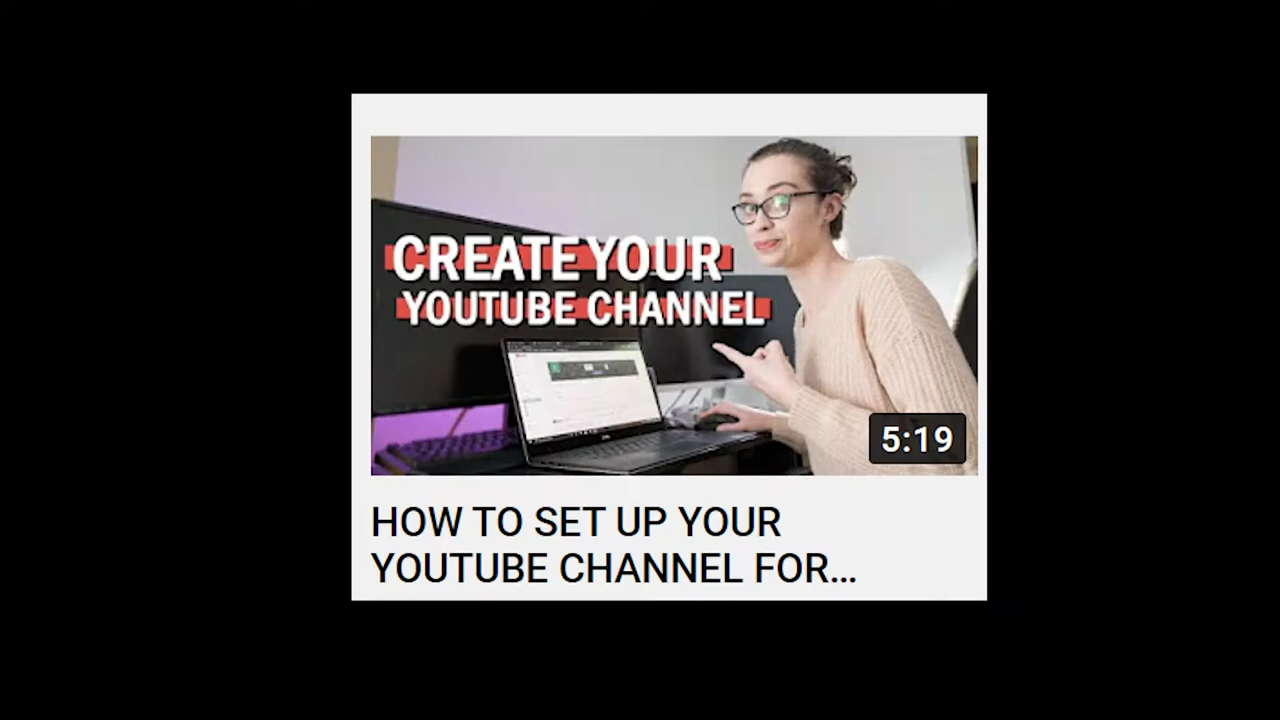 CREATE YOUR
YOUTUBE CHANNEL
5:19
HOW TO SET UP YOUR
YOUTUBE CHANNEL FOR...